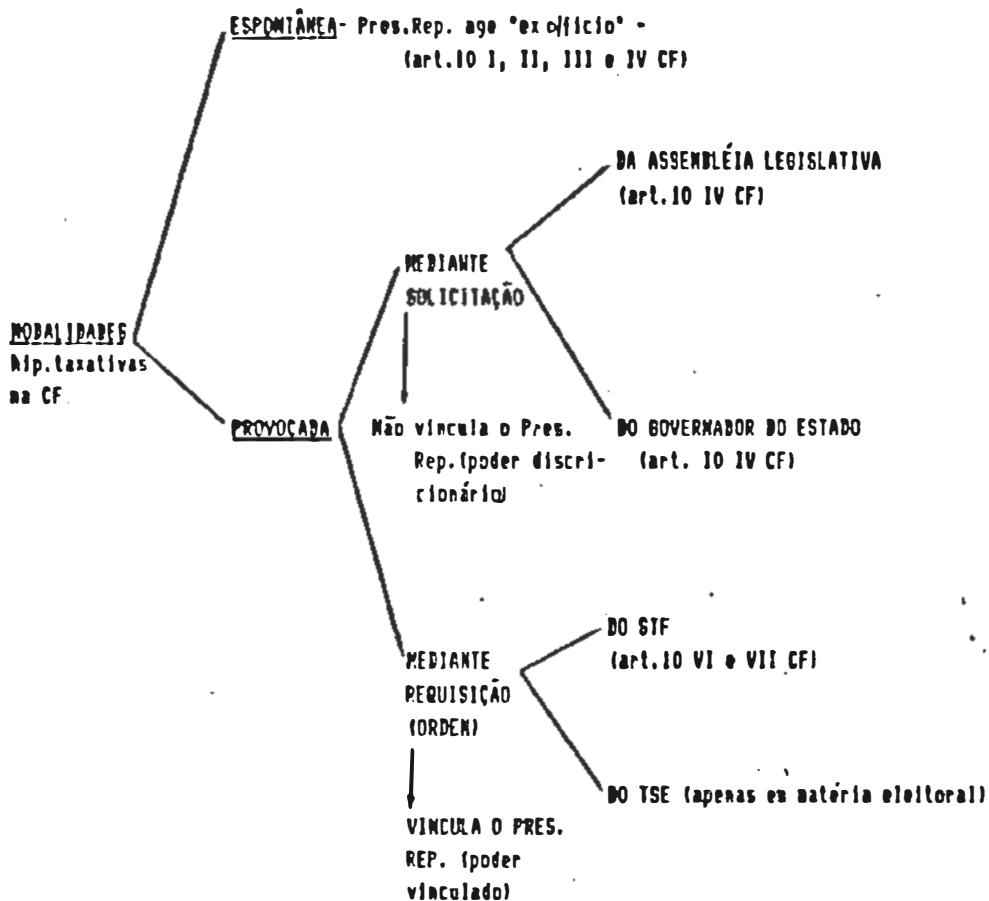 ESPONTÂNEA- Pres.Rep. age "ex officio" -
(art.10 I, II, III e IV CF)
DA ASSEMBLÉIA LEGISLATIVA
(art.10 IV CF)
MEDIANTE
SOLICITAÇÃO
MODALIDADES
Hip.taxativas
na CF
PROVOCADA
Não vincula o Pres.
Rep.(poder discri-
cionário)
DO GOVERNADOR DO ESTADO
(art. 10 IV CF)
DO STF
(art.10 VI e VII CF)
MEDIANTE
REQUISIÇÃO
(ORDEM)
DO TSE (apenas em matéria eleitoral)
VINCULA O PRES.
REP. (poder
vinculado)